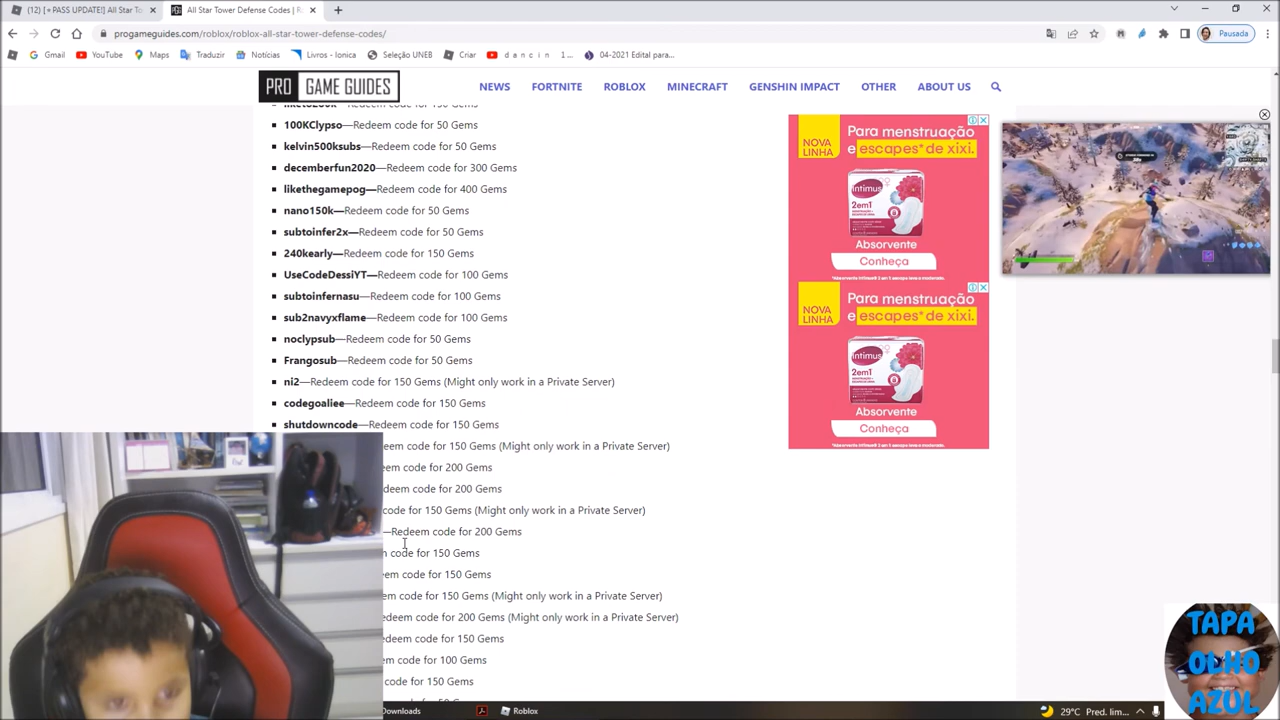 (12) [+PASS UPDATE!] All Star To
All Star Tower Defense Codes | Ro
progameguides.com/roblox/roblox-all-star-tower-defense-codes/
Pausada
Gmail
YouTube
Maps
Traduzir
Notícias
Livros - Ionica
Seleção UNEB
Criar
d a n c i n 1...
04-2021 Edital para...
PRO GAME GUIDES
NEWS
FORTNITE
ROBLOX
MINECRAFT
GENSHIN IMPACT
OTHER
ABOUT US
100KClypso—Redeem code for 50 Gems
kelvin500ksubs—Redeem code for 50 Gems
decemberfun2020—Redeem code for 300 Gems
likethegamepog—Redeem code for 400 Gems
nano150k—Redeem code for 50 Gems
subtoinfer2x—Redeem code for 50 Gems
240kearly—Redeem code for 150 Gems
UseCodeDessiYT—Redeem code for 100 Gems
subtoinfernasu—Redeem code for 100 Gems
sub2navyxflame—Redeem code for 100 Gems
noclypsub—Redeem code for 50 Gems
Frangosub—Redeem code for 50 Gems
ni2—Redeem code for 150 Gems (Might only work in a Private Server)
codegoaliee—Redeem code for 150 Gems
shutdowncode—Redeem code for 150 Gems
deem code for 150 Gems (Might only work in a Private Server)
em code for 200 Gems
deem code for 200 Gems
code for 150 Gems (Might only work in a Private Server)
—Redeem code for 200 Gems
m code for 150 Gems
em code for 150 Gems
em code for 150 Gems (Might only work in a Private Server)
edeem code for 200 Gems (Might only work in a Private Server)
edeem code for 150 Gems
em code for 100 Gems
code for 150 Gems
NOVA LINHA
Para menstruação
e escapes* de xixi.
intimus
2em1
Absorvente
Conheça
NOVA LINHA
Para menstruação
e escapes* de xixi.
intimus
2em1
Absorvente
Conheça
TAPA
OLHO
AZUL
Downloads
Roblox
29°C Pred. lim...